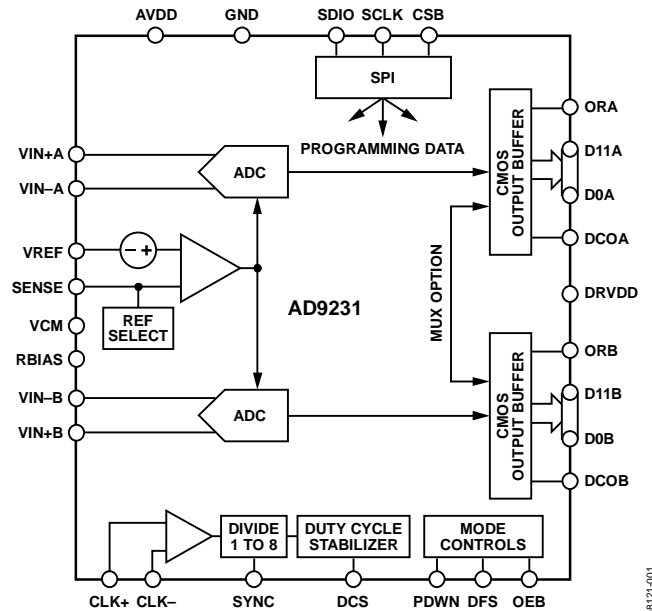 AVDD
GND
SDIO
SCLK
CSB
SPI
PROGRAMMING DATA
VIN+A
VIN–A
ADC
CMOS
OUTPUT BUFFER
ORA
D11A
D0A
DCOA
VREF
– +
SENSE
REF
SELECT
AD9231
MUX OPTION
DRVDD
VCM
RBIAS
VIN–B
VIN+B
ADC
CMOS
OUTPUT BUFFER
ORB
D11B
D0B
DCOB
DIVIDE
1 TO 8
DUTY CYCLE
STABILIZER
MODE
CONTROLS
CLK+
CLK–
SYNC
DCS
PDWN
DFS
OEB
8121-001